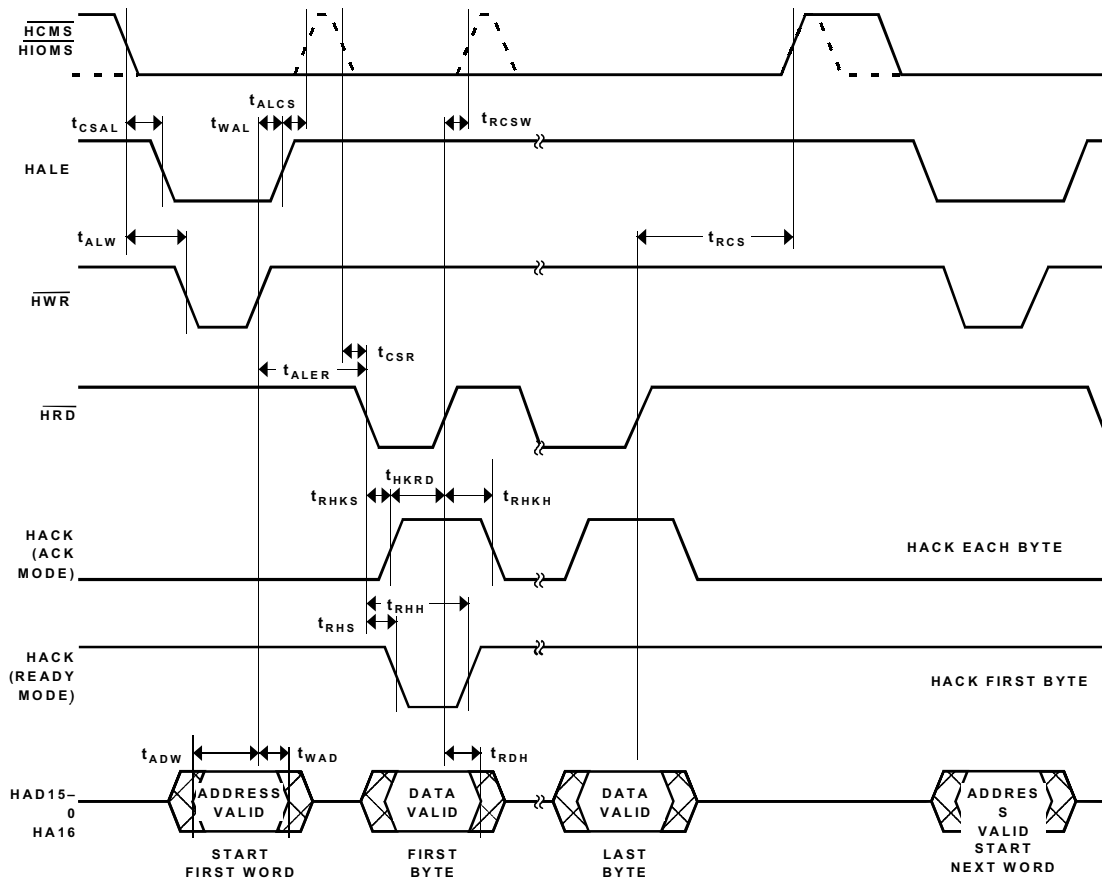 HCMS
HIOMS
tALCS
tCSAL
tWAL
tRCSW
HALE
tALW
tRCS
HWR
tCSR
tALER
HRD
tHKRD
tRHKS
tRHKH
HACK
(ACK
MODE)
HACK EACH BYTE
tRHH
tRHS
HACK
(READY
MODE)
HACK FIRST BYTE
tADW
tWAD
tRDH
HAD15–
0
HA16
ADDRESS
VALID
DATA
VALID
DATA
VALID
ADDRES
S
VALID
START
NEXT WORD
START
FIRST WORD
FIRST
BYTE
LAST
BYTE